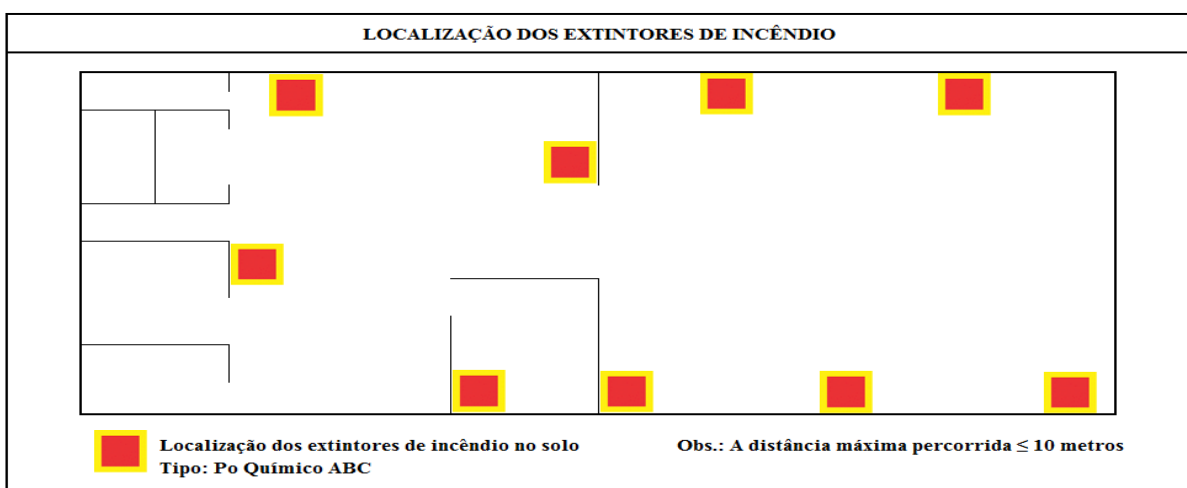 LOCALIZAÇÃO DOS EXTINTORES DE INCÊNDIO
Localização dos extintores de incêndio no solo
Tipo: Po Químico ABC
Obs.: A distância máxima percorrida ≤ 10 metros